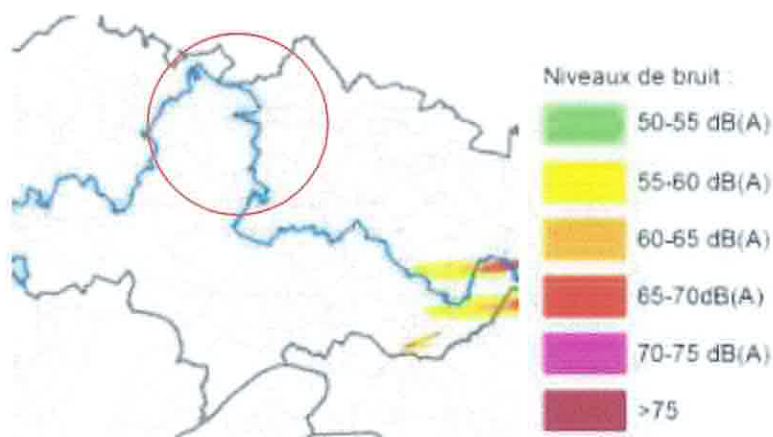 Niveaux de bruit :
50-55 dB(A)
55-60 dB(A)
60-65 dB(A)
65-70dB(A)
70-75 dB(A)
>75